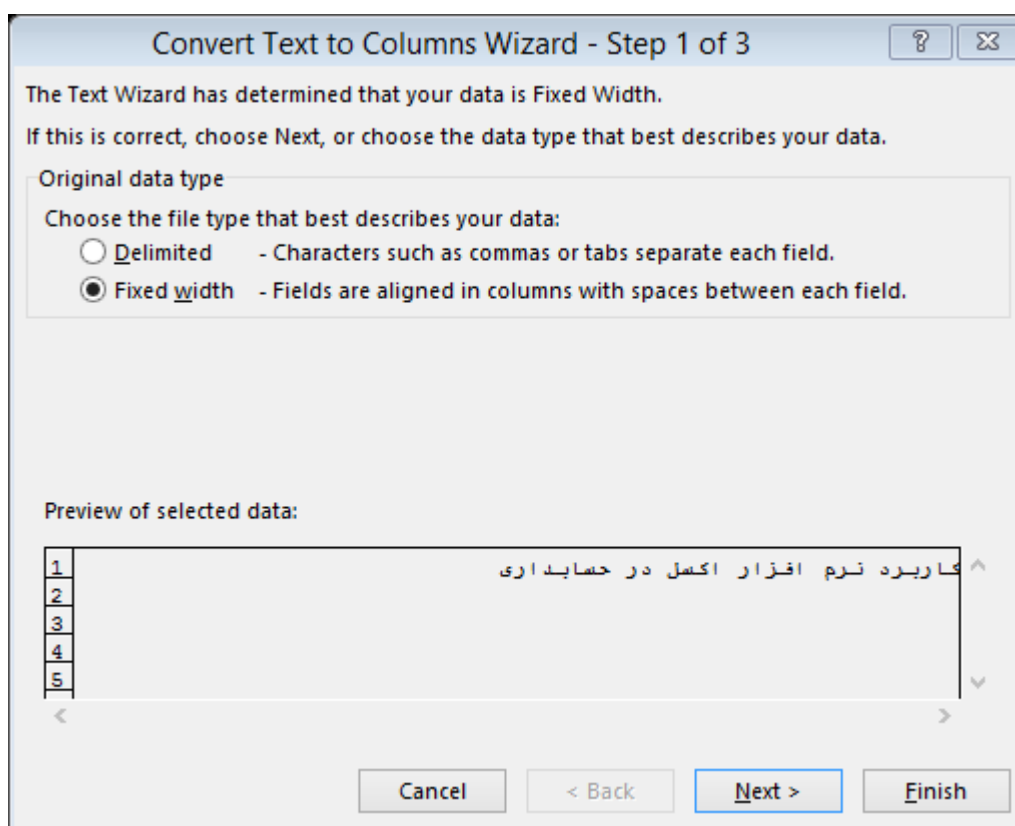 Convert Text to Columns Wizard - Step 1 of 3
The Text Wizard has determined that your data is Fixed Width.
If this is correct, choose Next, or choose the data type that best describes your data.
Original data type
Choose the file type that best describes your data:
Delimited - Characters such as commas or tabs separate each field.
Fixed width - Fields are aligned in columns with spaces between each field.
Preview of selected data:
1 کاربرد نرم افزار اکسل در حسابداری
2
3
4
5
Cancel < Back Next > Finish